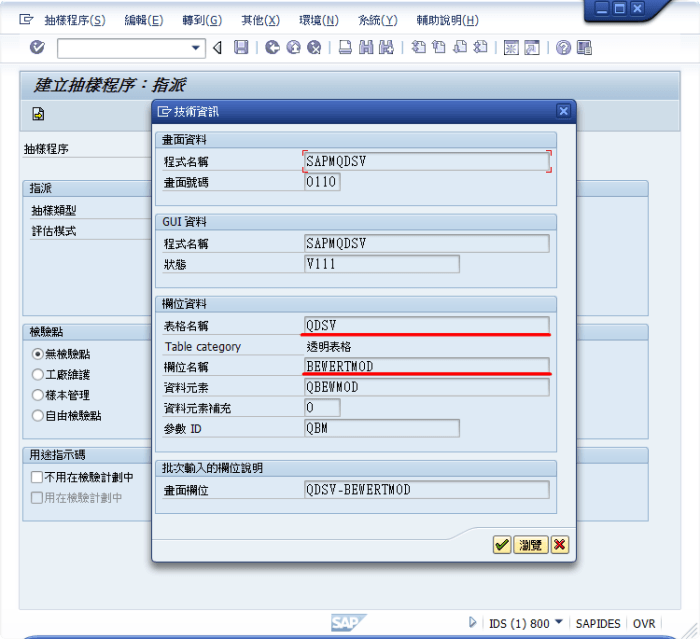 抽樣程序(S) 編輯(E) 轉到(G) 其他(X) 環境(N) 系統(Y) 輔助說明(H)
建立抽樣程序：指派
抽樣程序
指派
抽樣類型
評估模式
檢驗點
無檢驗點
工廠維護
樣本管理
自由檢驗點
用途指示碼
不用在檢驗計劃中
用在檢驗計劃中
技術資訊
畫面資料
程式名稱 SAPMQDSV
畫面號碼 0110
GUI 資料
程式名稱 SAPMQDSV
狀態 V111
欄位資料
表格名稱 QDSV
Table category 透明表格
欄位名稱 BEWERTMOD
資料元素 QBEWMOD
資料元素補充 0
參數 ID QBM
批次輸入的欄位說明
畫面欄位 QDSV-BEWERTMOD
瀏覽
SAP
IDS (1) 800 SAPIDES OVR